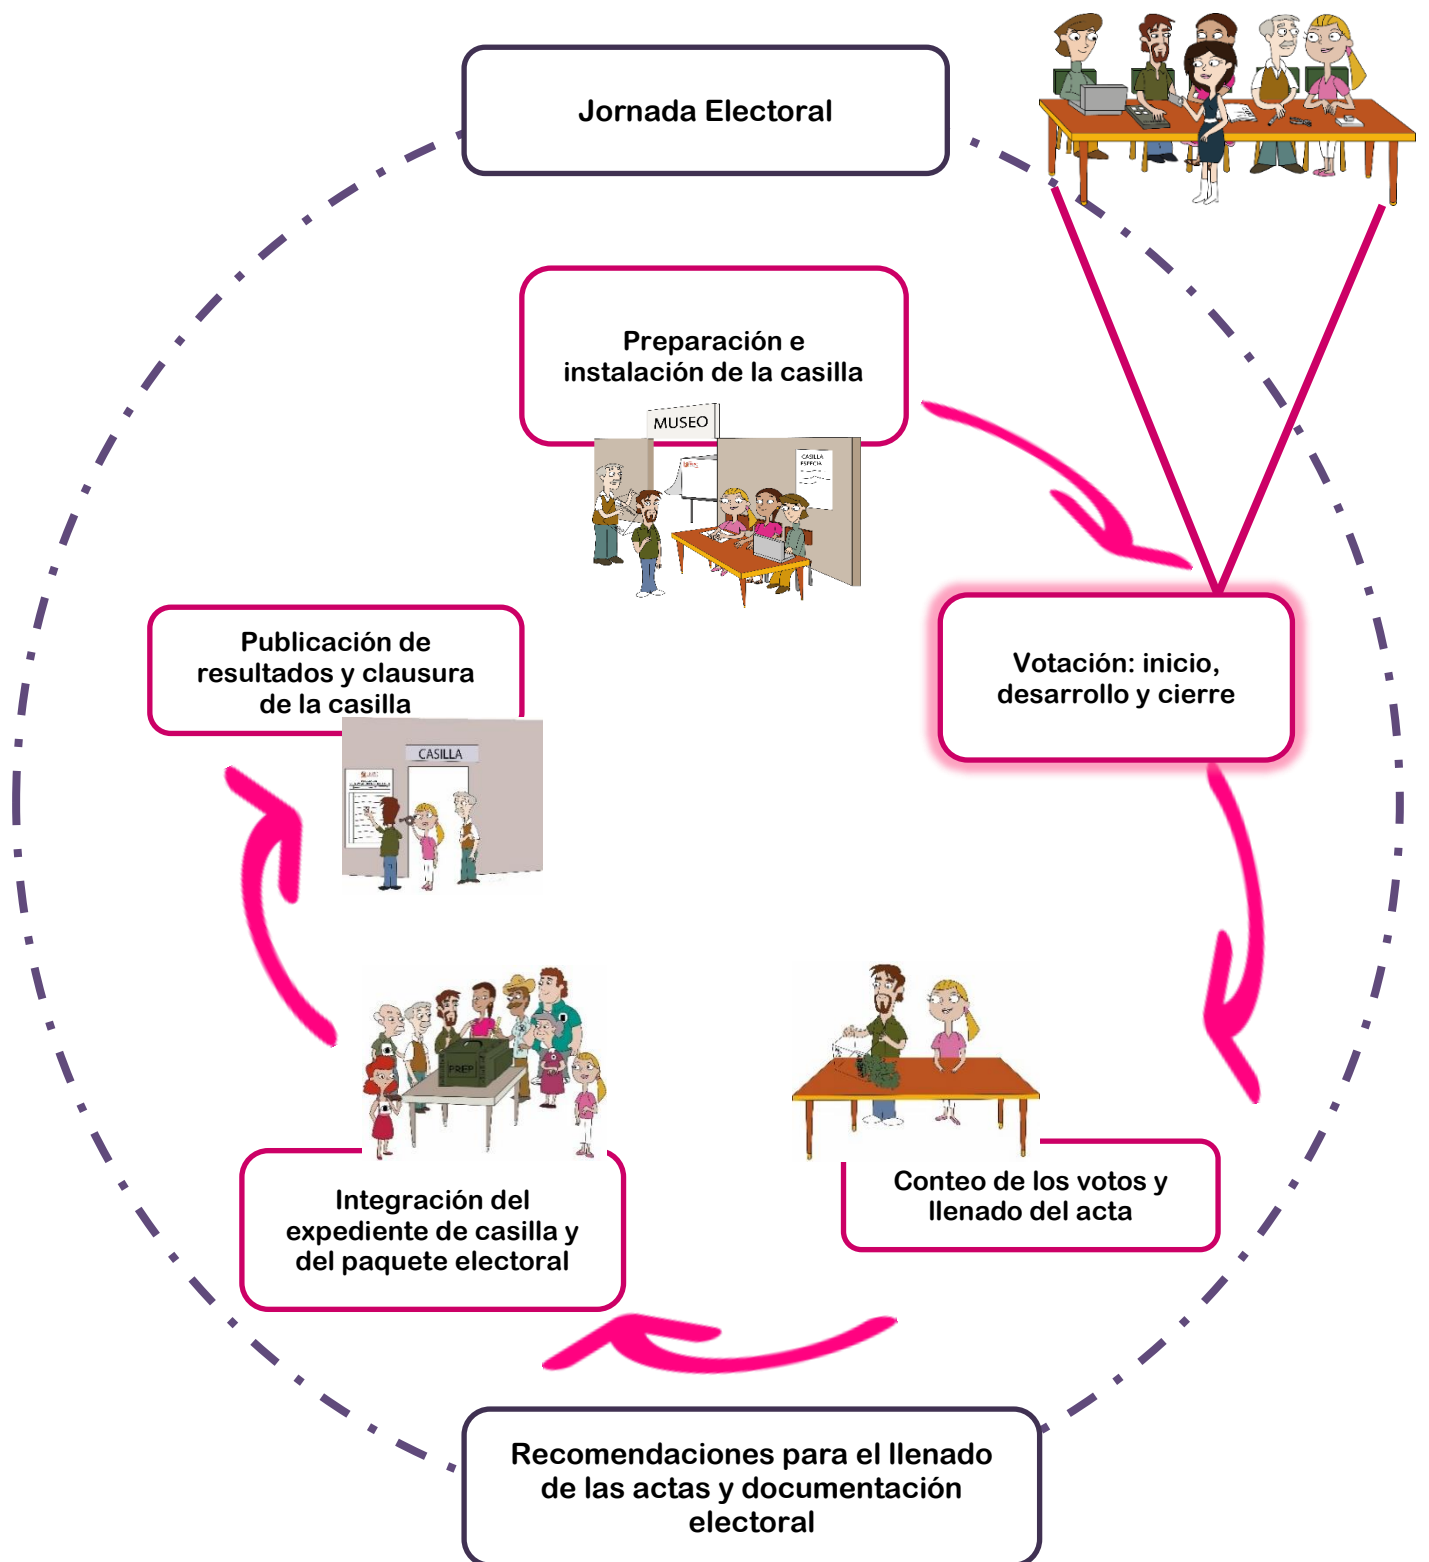 Jornada Electoral
Preparación e
instalación de la casilla
MUSEO
CASILLA
Votación: inicio,
desarrollo y cierre
Publicación de
resultados y clausura
de la casilla
CASILLA
PREP
Conteo de los votos y
llenado del acta
Integración del
expediente de casilla y
del paquete electoral
Recomendaciones para el llenado
de las actas y documentación
electoral